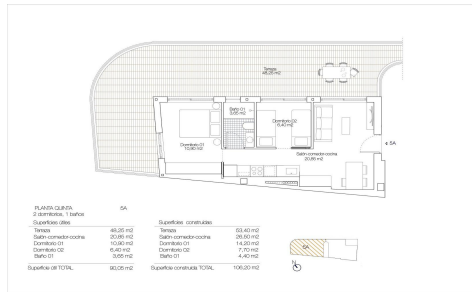 Terraza
48,25 m2
Baño 01
3,65 m2
Dormitorio 02
6,40 m2
Dormitorio 01
10,90 m2
Salón-comedor-cocina
20,86 m2
5A
PLANTA QUINTA 5A
2 dormitorios, 1 baños
Superficies útiles Superficies construidas
Terraza 48,25 m2 Terraza 53,40 m2
Salón-comedor-cocina 20,86 m2 Salón-comedor-cocina 26,50 m2
Dormitorio 01 10,90 m2 Dormitorio 01 14,20 m2
Dormitorio 02 6,40 m2 Dormitorio 02 7,70 m2
Baño 01 3,65 m2 Baño 01 4,40 m2
Superficie útil TOTAL 90,05 m2 Superficie construida TOTAL 106,20 m2
5A
N